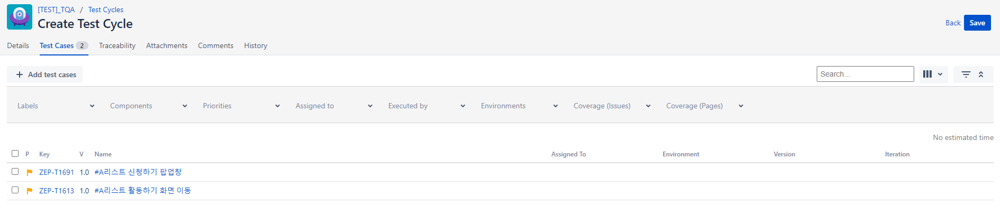 [TEST]_TQA / Test Cycles
Create Test Cycle
Back Save
Details Test Cases 2 Traceability Attachments Comments History
+ Add test cases Search...
Labels Components Priorities Assigned to Executed by Environments Coverage (Issues) Coverage (Pages)
No estimated time
P Key V Name Assigned To Environment Version Iteration
ZEP-T1691 1.0 #A리스트 신청하기 팝업창
ZEP-T1613 1.0 #A리스트 활동하기 화면 이동